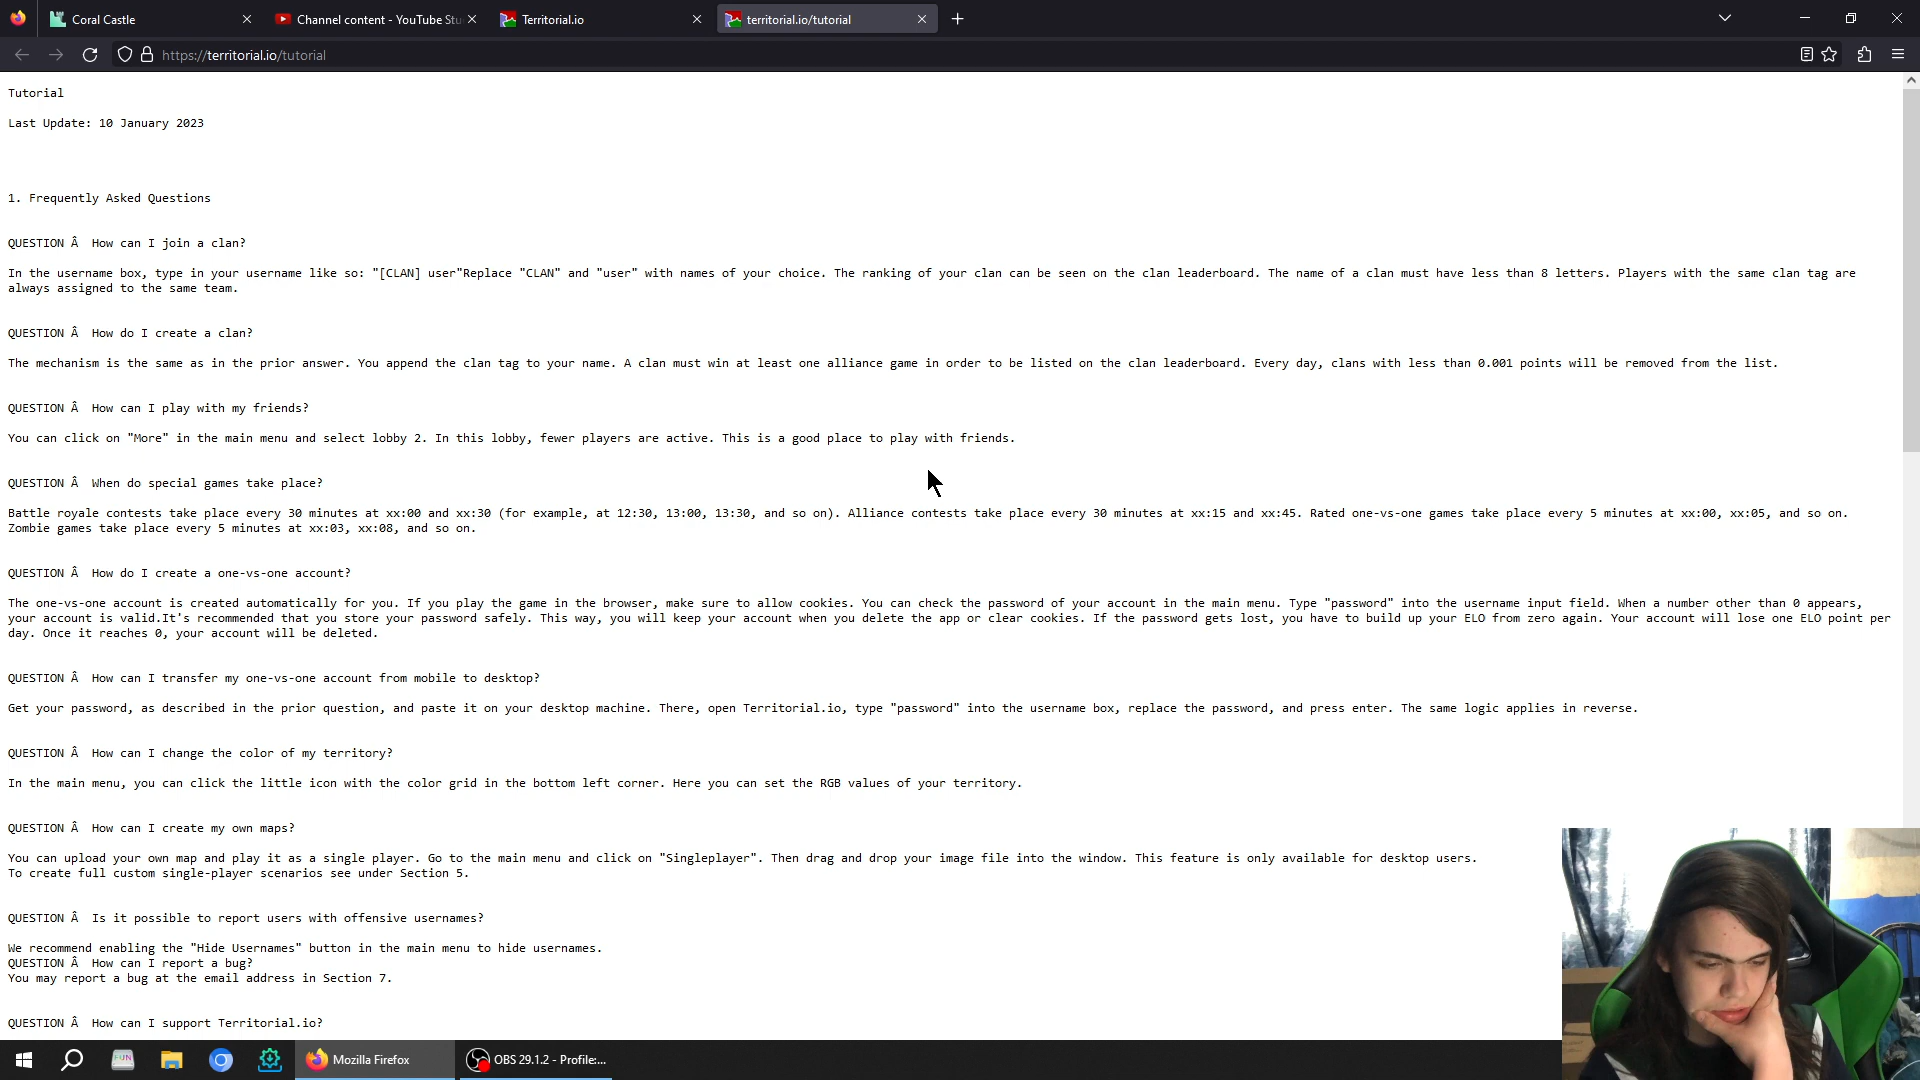 Coral Castle
Channel content - YouTube Stu
Territorial.io
territorial.io/tutorial
https://territorial.io/tutorial
Tutorial
Last Update: 10 January 2023
1. Frequently Asked Questions
QUESTION Â  How can I join a clan?
In the username box, type in your username like so: "[CLAN] user"Replace "CLAN" and "user" with names of your choice. The ranking of your clan can be seen on the clan leaderboard. The name of a clan must have less than 8 letters. Players with the same clan tag are
always assigned to the same team.
QUESTION Â  How do I create a clan?
The mechanism is the same as in the prior answer. You append the clan tag to your name. A clan must win at least one alliance game in order to be listed on the clan leaderboard. Every day, clans with less than 0.001 points will be removed from the list.
QUESTION Â  How can I play with my friends?
You can click on "More" in the main menu and select lobby 2. In this lobby, fewer players are active. This is a good place to play with friends.
QUESTION Â  When do special games take place?
Battle royale contests take place every 30 minutes at xx:00 and xx:30 (for example, at 12:30, 13:00, 13:30, and so on). Alliance contests take place every 30 minutes at xx:15 and xx:45. Rated one-vs-one games take place every 5 minutes at xx:00, xx:05, and so on.
Zombie games take place every 5 minutes at xx:03, xx:08, and so on.
QUESTION Â  How do I create a one-vs-one account?
The one-vs-one account is created automatically for you. If you play the game in the browser, make sure to allow cookies. You can check the password of your account in the main menu. Type "password" into the username input field. When a number other than 0 appears,
your account is valid.It's recommended that you store your password safely. This way, you will keep your account when you delete the app or clear cookies. If the password gets lost, you have to build up your ELO from zero again. Your account will lose one ELO point per
day. Once it reaches 0, your account will be deleted.
QUESTION Â  How can I transfer my one-vs-one account from mobile to desktop?
Get your password, as described in the prior question, and paste it on your desktop machine. There, open Territorial.io, type "password" into the username box, replace the password, and press enter. The same logic applies in reverse.
QUESTION Â  How can I change the color of my territory?
In the main menu, you can click the little icon with the color grid in the bottom left corner. Here you can set the RGB values of your territory.
QUESTION Â  How can I create my own maps?
You can upload your own map and play it as a single player. Go to the main menu and click on "Singleplayer". Then drag and drop your image file into the window. This feature is only available for desktop users.
To create full custom single-player scenarios see under Section 5.
QUESTION Â  Is it possible to report users with offensive usernames?
We recommend enabling the "Hide Usernames" button in the main menu to hide usernames.
QUESTION Â  How can I report a bug?
You may report a bug at the email address in Section 7.
QUESTION Â  How can I support Territorial.io?
FUN
Mozilla Firefox
OBS 29.1.2 - Profile:...